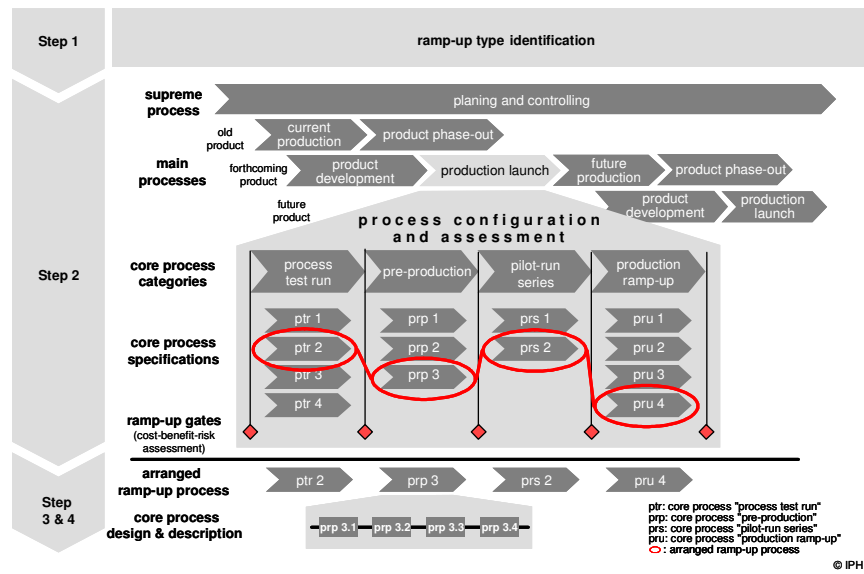 Step 1
ramp-up type identification
supreme
process
planing and controlling
old
product
current
production
product phase-out
main
processes
forthcoming
product
product
development
production launch
future
production
product phase-out
future
product
product
development
production
launch
process configuration
and assessment
Step 2
core process
categories
process
test run
pre-production
pilot-run
series
production
ramp-up
core process
specifications
ptr 1
prp 1
prs 1
pru 1
ptr 2
prp 2
prs 2
pru 2
ptr 3
prp 3
pru 3
ptr 4
pru 4
ramp-up gates
(cost-benefit-risk
assessment)
Step
3 & 4
arranged
ramp-up process
ptr 2
prp 3
prs 2
pru 4
core process
design & description
prp 3.1
prp 3.2
prp 3.3
prp 3.4
ptr: core process "process test run"
prp: core process "pre-production"
prs: core process "pilot-run series"
pru: core process "production ramp-up"
: arranged ramp-up process
© IPH